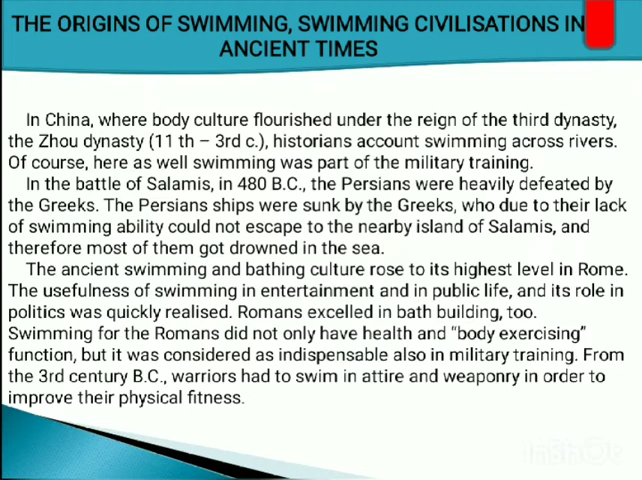 THE ORIGINS OF SWIMMING, SWIMMING CIVILISATIONS IN
ANCIENT TIMES
In China, where body culture flourished under the reign of the third dynasty,
the Zhou dynasty (11 th – 3rd c.), historians account swimming across rivers.
Of course, here as well swimming was part of the military training.
In the battle of Salamis, in 480 B.C., the Persians were heavily defeated by
the Greeks. The Persians ships were sunk by the Greeks, who due to their lack
of swimming ability could not escape to the nearby island of Salamis, and
therefore most of them got drowned in the sea.
The ancient swimming and bathing culture rose to its highest level in Rome.
The usefulness of swimming in entertainment and in public life, and its role in
politics was quickly realised. Romans excelled in bath building, too.
Swimming for the Romans did not only have health and “body exercising”
function, but it was considered as indispensable also in military training. From
the 3rd century B.C., warriors had to swim in attire and weaponry in order to
improve their physical fitness.
InShOt